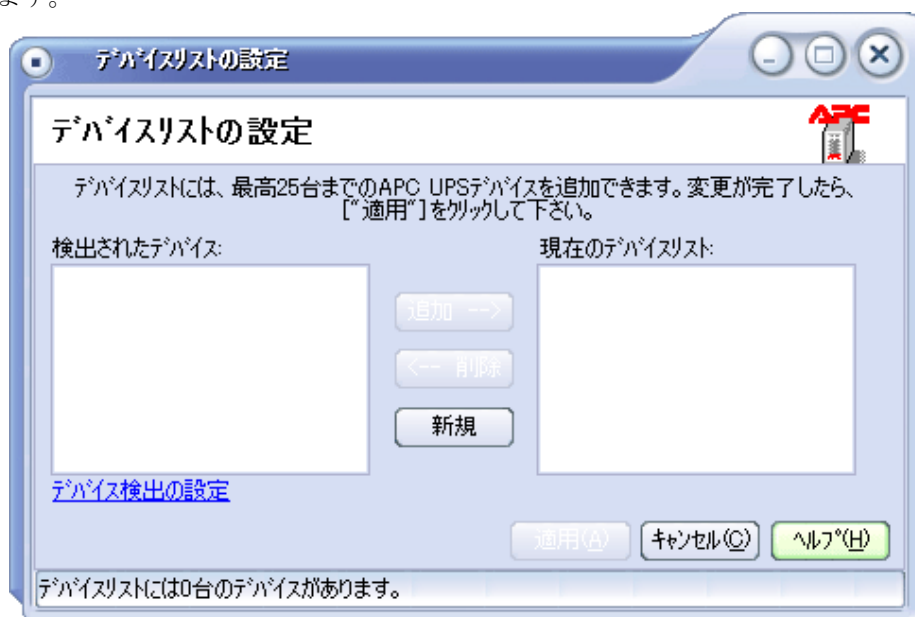 ます。
デバイスリストの設定
デバイスリストの設定
APC
デバイスリストには、最高25台までのAPC UPSデバイスを追加できます。変更が完了したら、
["適用"]をクリックして下さい。
検出されたデバイス:
現在のデバイスリスト:
追加 -->
<-- 削除
新規
デバイス検出の設定
適用(A)
キャンセル(C)
ヘルプ(H)
デバイスリストには0台のデバイスがあります。